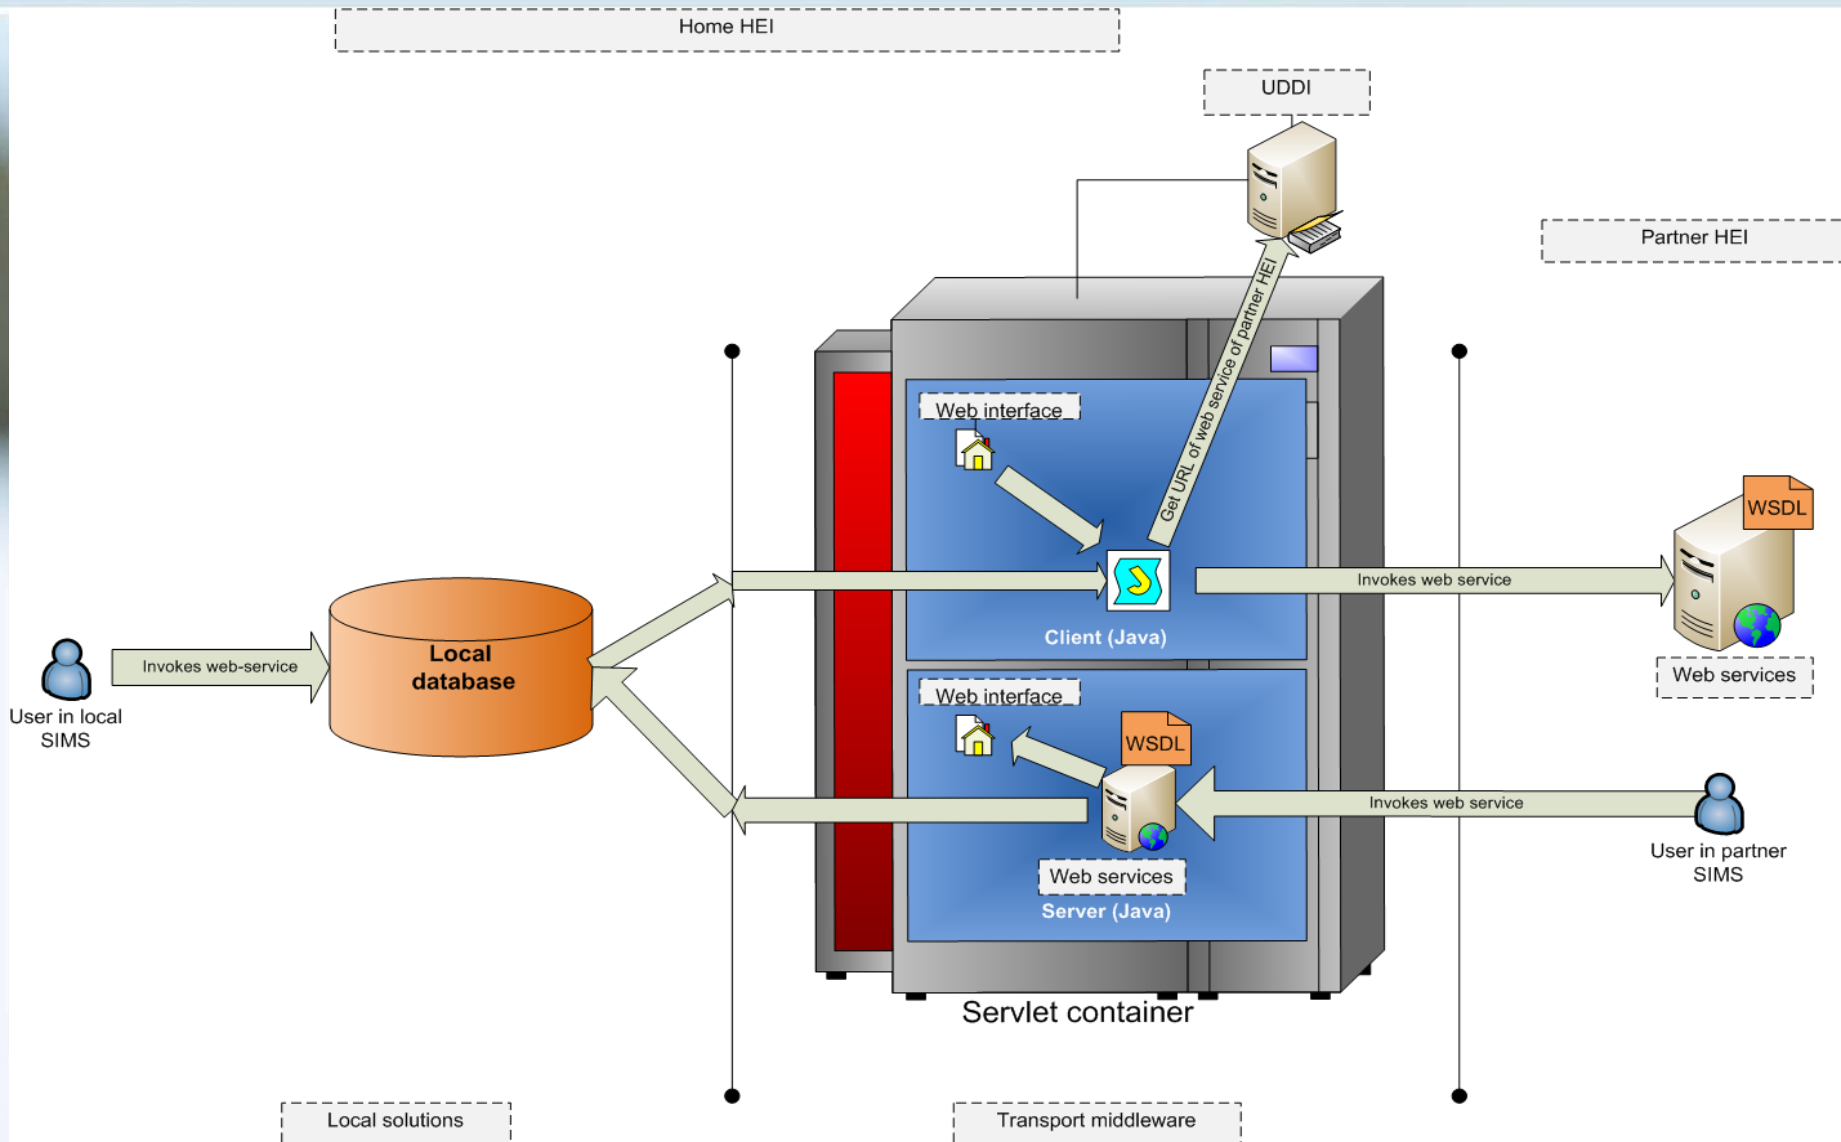 Home HEI
UDDI
Partner HEI
Get URL of web service of partner HEI
Web interface
WSDL
Invokes web service
Client (Java)
Invokes web-service
Local
database
Web services
User in local
SIMS
Web interface
WSDL
Invokes web service
User in partner
SIMS
Web services
Server (Java)
Servlet container
Local solutions
Transport middleware